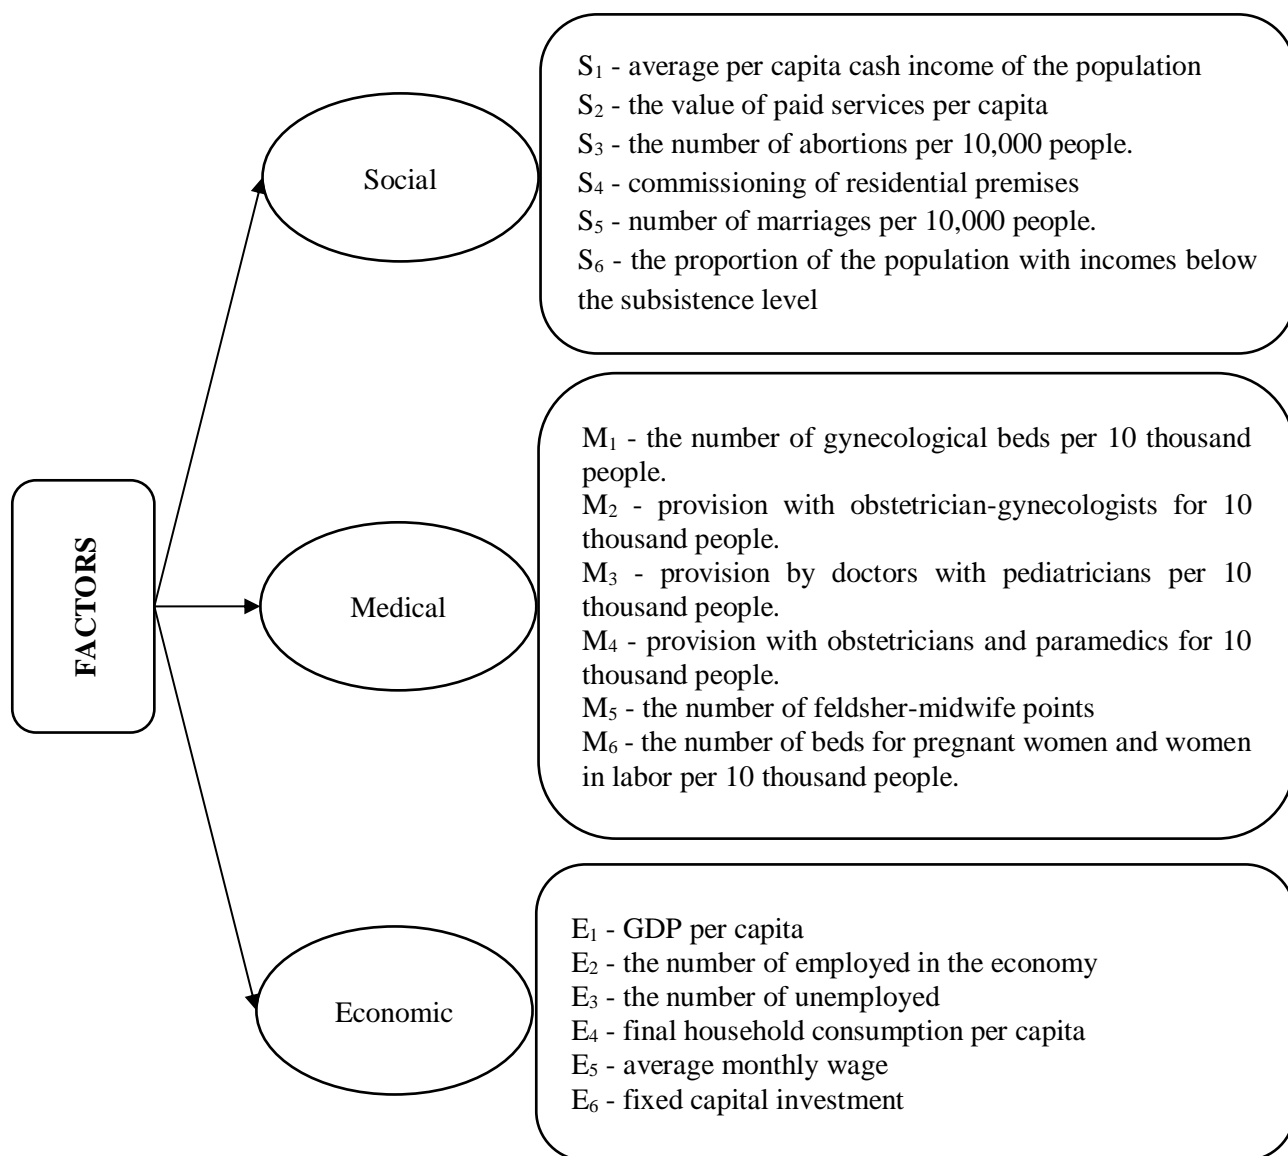 FACTORS
Social
S₁ - average per capita cash income of the population
S₂ - the value of paid services per capita
S₃ - the number of abortions per 10,000 people.
S₄ - commissioning of residential premises
S₅ - number of marriages per 10,000 people.
S₆ - the proportion of the population with incomes below
the subsistence level
Medical
M₁ - the number of gynecological beds per 10 thousand
people.
M₂ - provision with obstetrician-gynecologists for 10
thousand people.
M₃ - provision by doctors with pediatricians per 10
thousand people.
M₄ - provision with obstetricians and paramedics for 10
thousand people.
M₅ - the number of feldsher-midwife points
M₆ - the number of beds for pregnant women and women
in labor per 10 thousand people.
Economic
E₁ - GDP per capita
E₂ - the number of employed in the economy
E₃ - the number of unemployed
E₄ - final household consumption per capita
E₅ - average monthly wage
E₆ - fixed capital investment